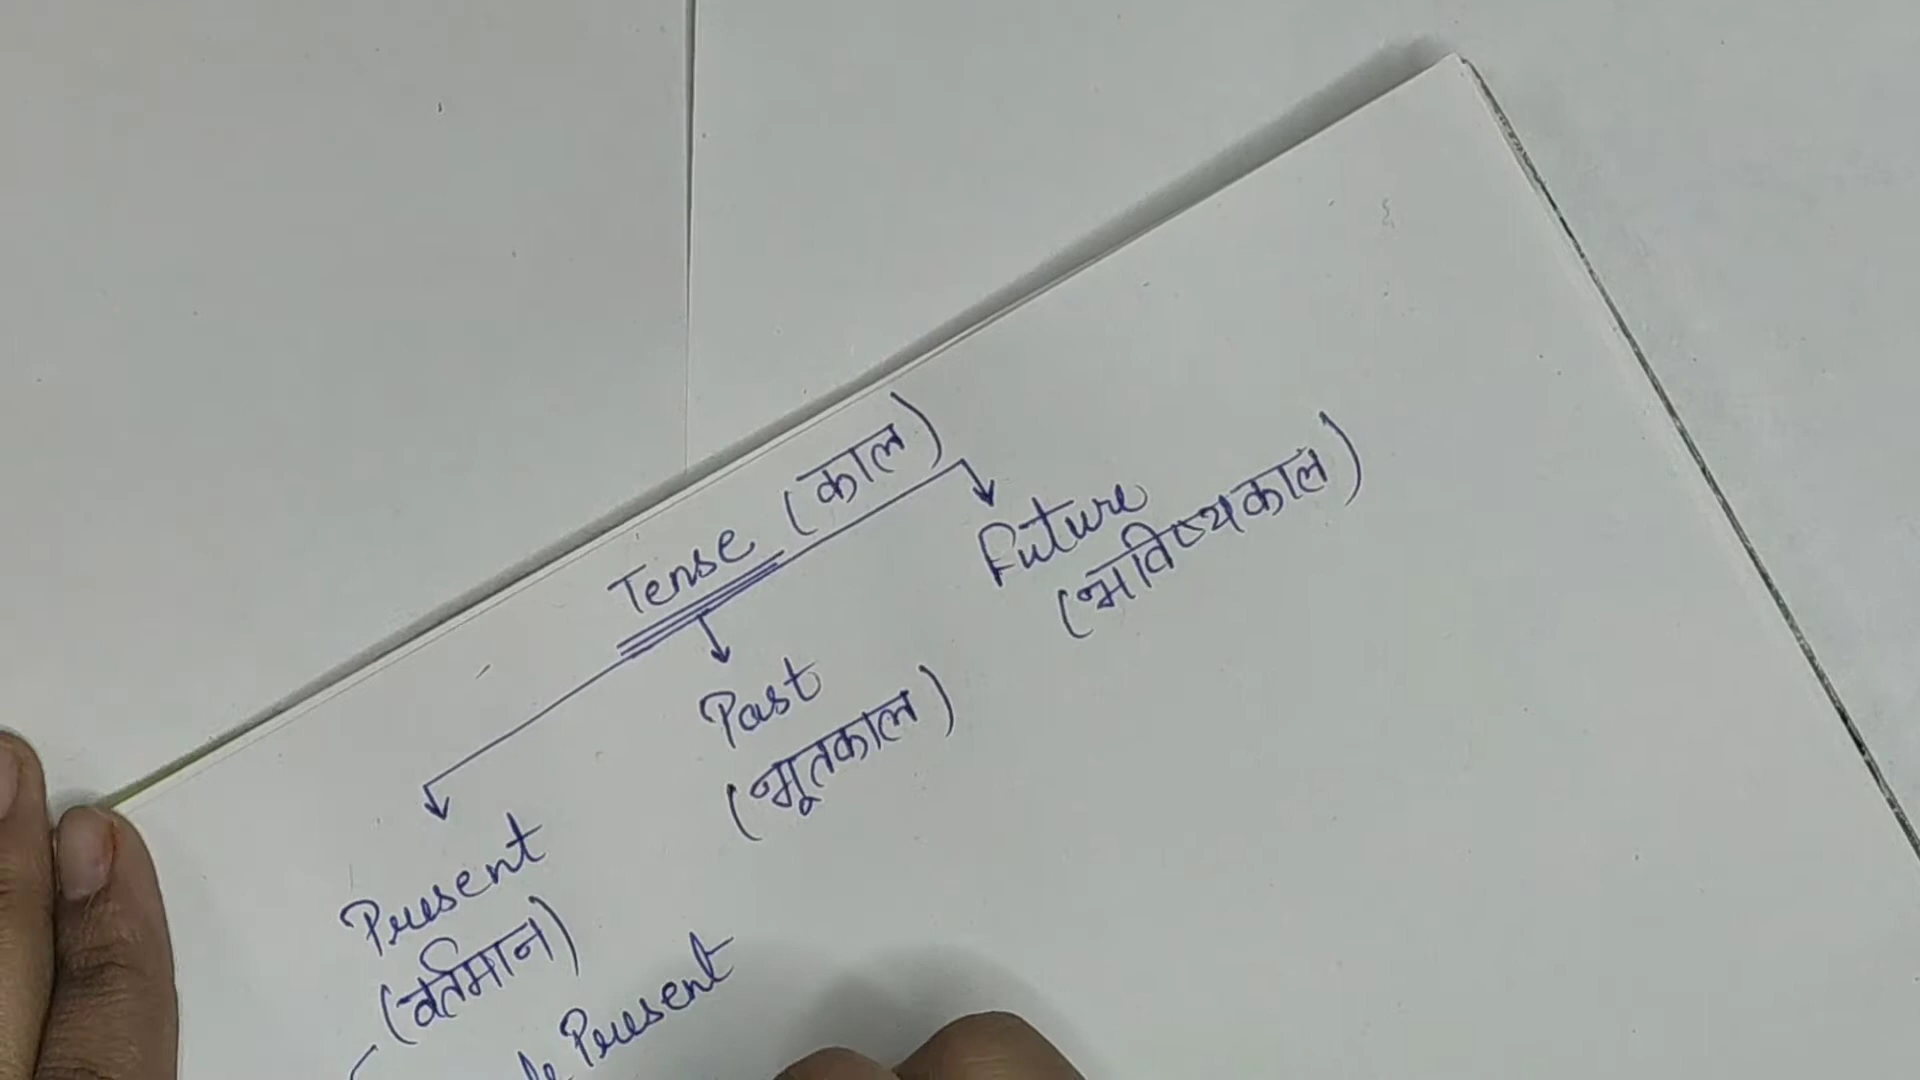 Tense (काल)
Present
(वर्तमान)
Past
(भूतकाल)
Future
(भविष्यकाल)
Present